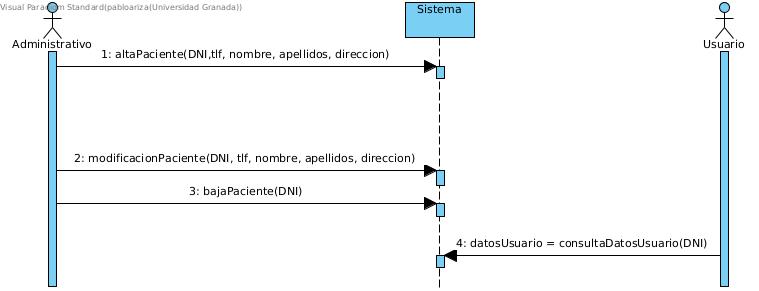 Visual Paradigm Standard(pabloariza(Universidad Granada))
Sistema
Administrativo
Usuario
1: altaPaciente(DNI,tlf, nombre, apellidos, direccion)
2: modificacionPaciente(DNI, tlf, nombre, apellidos, direccion)
3: bajaPaciente(DNI)
4: datosUsuario = consultaDatosUsuario(DNI)